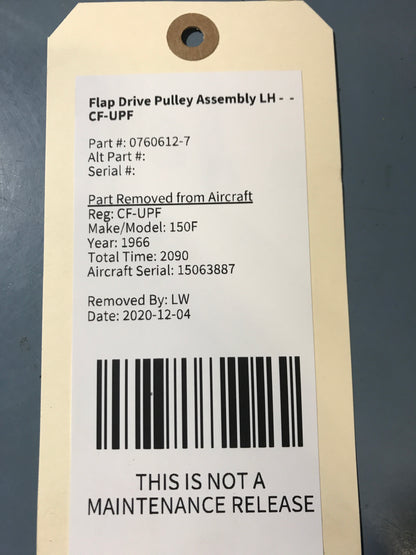 Flap Drive Pulley Assembly LH - -
CF-UPF
Part #: 0760612-7
Alt Part #:
Serial #:
Part Removed from Aircraft
Reg: CF-UPF
Make/Model: 150F
Year: 1966
Total Time: 2090
Aircraft Serial: 15063887
Removed By: LW
Date: 2020-12-04
THIS IS NOT A
MAINTENANCE RELEASE